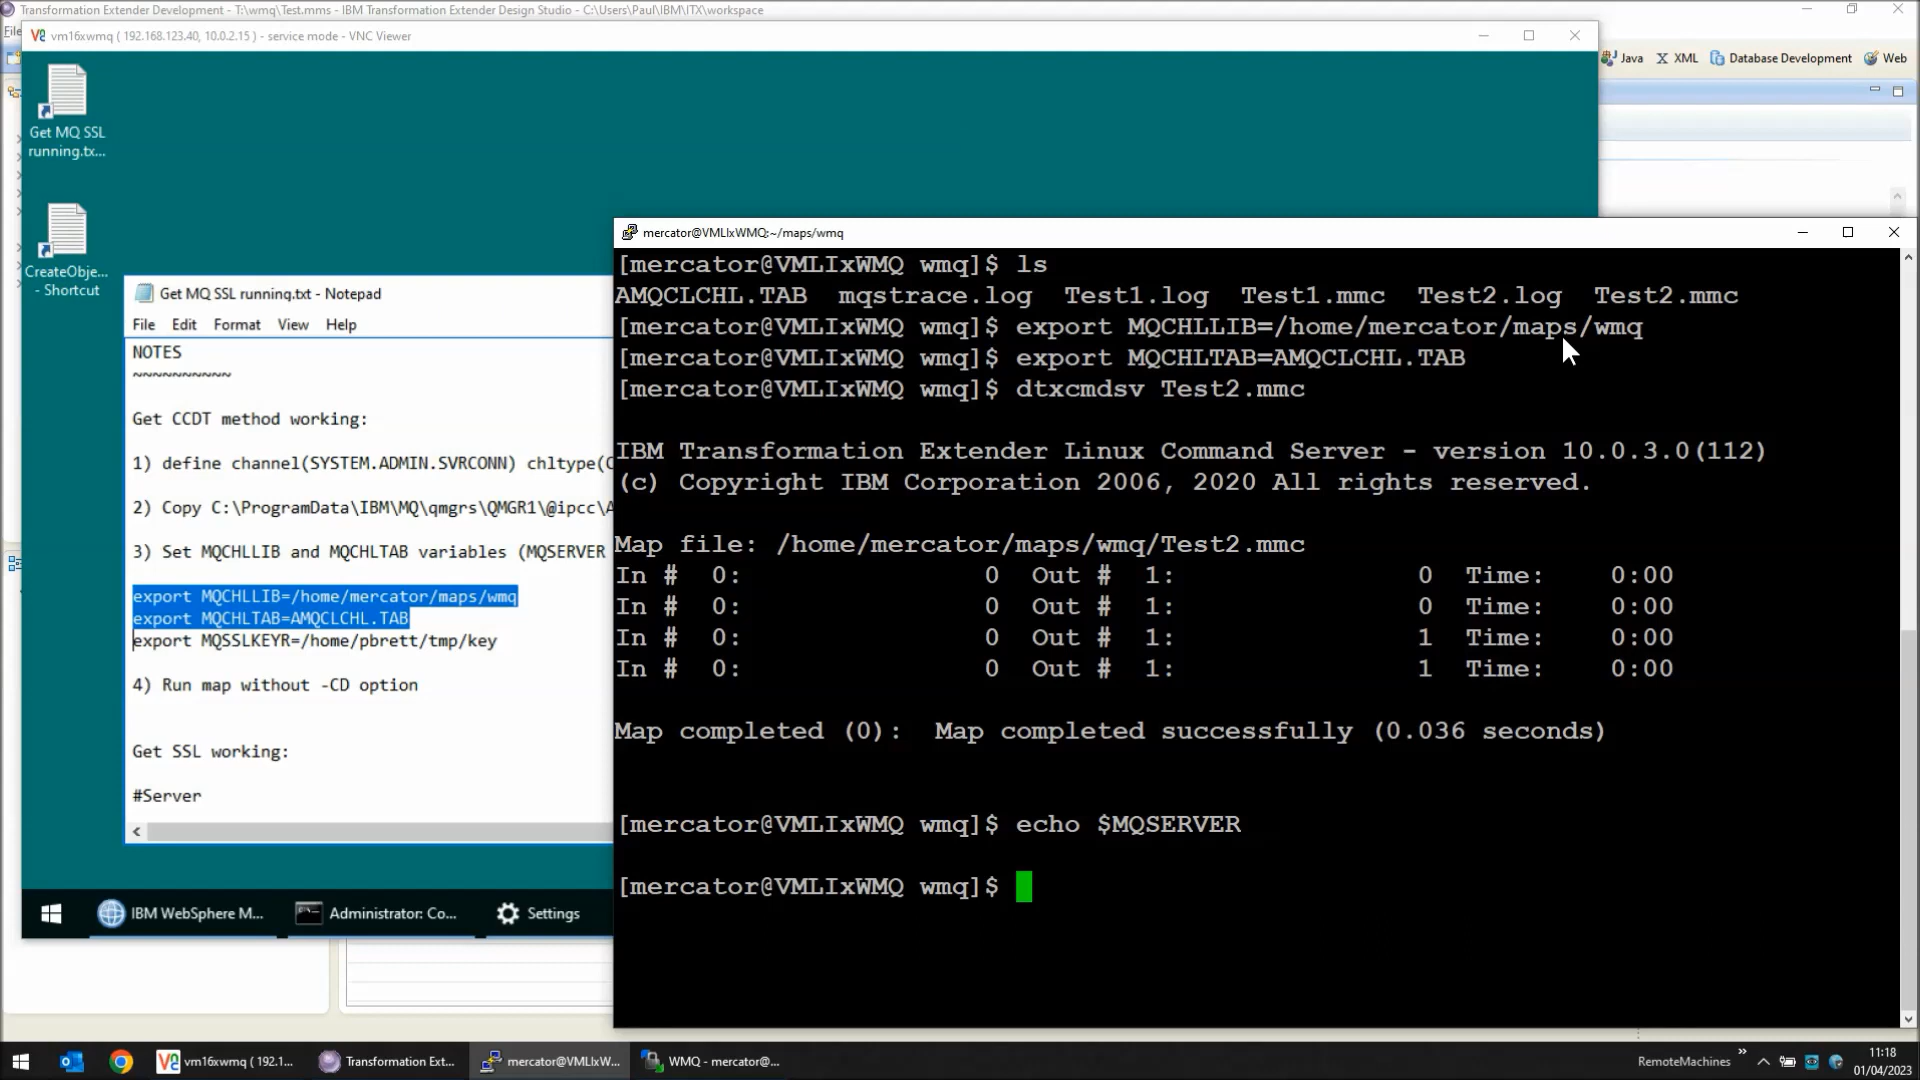 Transformation Extender Development - T:\wmq\Test.mms - IBM Transformation Extender Design Studio - C:\Users\Paul\IBM\ITX\workspace
vm16xwmq ( 192.168.123.40, 10.0.2.15 ) - service mode - VNC Viewer
Java
XML
Database Development
Web
Get MQ SSL
running.tx...
CreateObje...
- Shortcut
Get MQ SSL running.txt - Notepad
File Edit Format View Help
NOTES
~~~~~~~~~~
Get CCDT method working:
1) define channel(SYSTEM.ADMIN.SVRCONN) chltype(
2) Copy C:\ProgramData\IBM\MQ\qmgrs\QMGR1\@ipcc\A
3) Set MQCHLLIB and MQCHLTAB variables (MQSERVER
export MQCHLLIB=/home/mercator/maps/wmq
export MQCHLTAB=AMQCLCHL.TAB
export MQSSLKEYR=/home/pbrett/tmp/key
4) Run map without -CD option
Get SSL working:
#Server
IBM WebSphere M...
Administrator: Co...
Settings
mercator@VMLIxWMQ:~/maps/wmq
[mercator@VMLIxWMQ wmq]$ ls
AMQCLCHL.TAB mqstrace.log Test1.log Test1.mmc Test2.log Test2.mmc
[mercator@VMLIxWMQ wmq]$ export MQCHLLIB=/home/mercator/maps/wmq
[mercator@VMLIxWMQ wmq]$ export MQCHLTAB=AMQCLCHL.TAB
[mercator@VMLIxWMQ wmq]$ dtxcmdsv Test2.mmc
IBM Transformation Extender Linux Command Server - version 10.0.3.0(112)
(c) Copyright IBM Corporation 2006, 2020 All rights reserved.
Map file: /home/mercator/maps/wmq/Test2.mmc
In # 0: 0 Out # 1: 0 Time: 0:00
In # 0: 0 Out # 1: 0 Time: 0:00
In # 0: 0 Out # 1: 1 Time: 0:00
In # 0: 0 Out # 1: 1 Time: 0:00
Map completed (0): Map completed successfully (0.036 seconds)
[mercator@VMLIxWMQ wmq]$ echo $MQSERVER
[mercator@VMLIxWMQ wmq]$
vm16xwmq ( 192.1...
Transformation Ext...
mercator@VMLIxW...
WMQ - mercator@...
RemoteMachines
11:18
01/04/2023